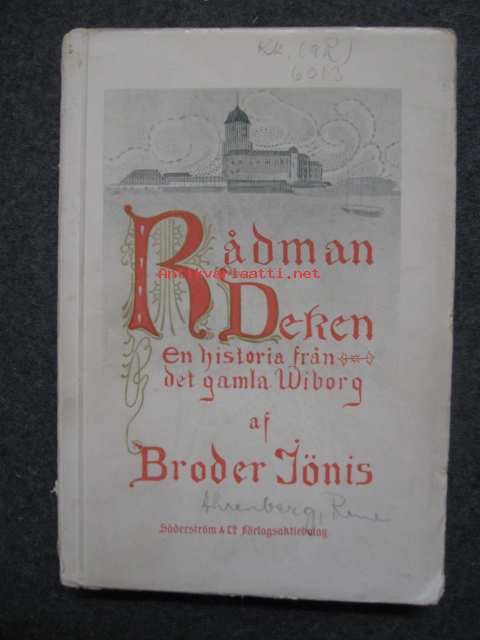 KK. (9R)
6013
Rådman
Antikvariaatti.net
Deken
En historia från
det gamla Wiborg
af
Broder Jönis
Ahrenberg, Rene
Söderström & Co Förlagsaktiebolag